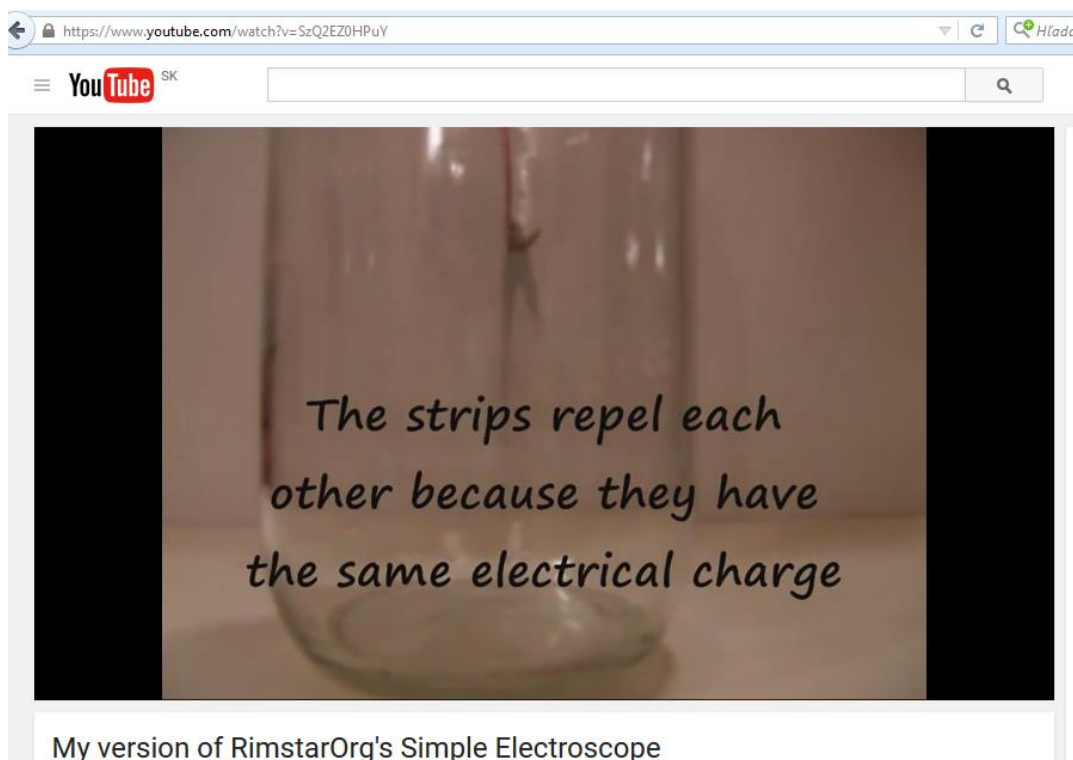 https://www.youtube.com/watch?v=SzQ2EZ0HPuY
Hľada
YouTube SK
The strips repel each
other because they have
the same electrical charge
My version of RimstarOrg's Simple Electroscope